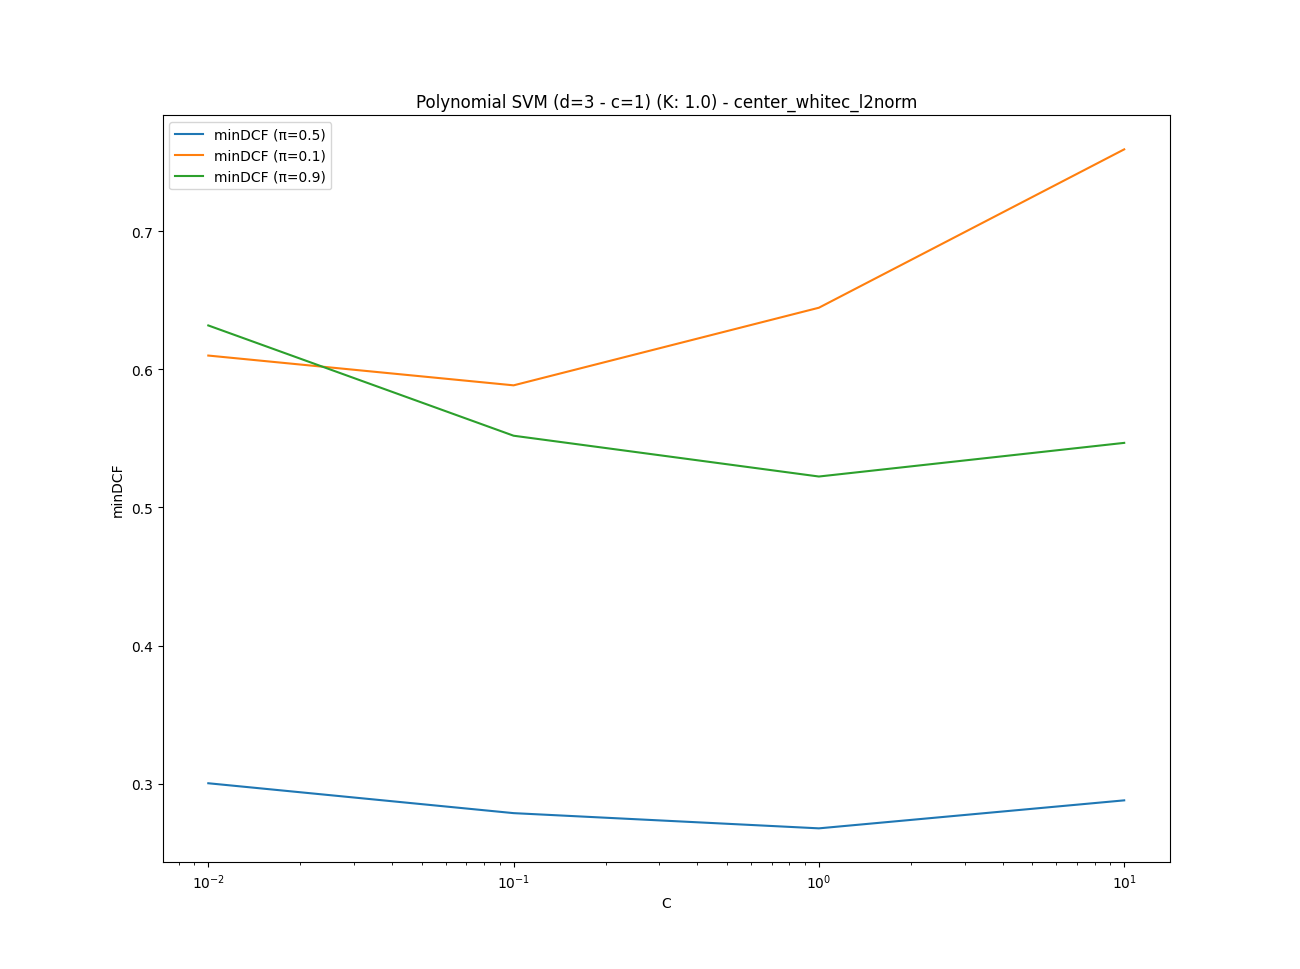 Polynomial SVM (d=3 - c=1) (K: 1.0) - center_whitec_l2norm
minDCF (π=0.5)
minDCF (π=0.1)
minDCF (π=0.9)
0.7
0.6
0.5
0.4
0.3
minDCF
10⁻² 10⁻¹ 10⁰ 10¹
C